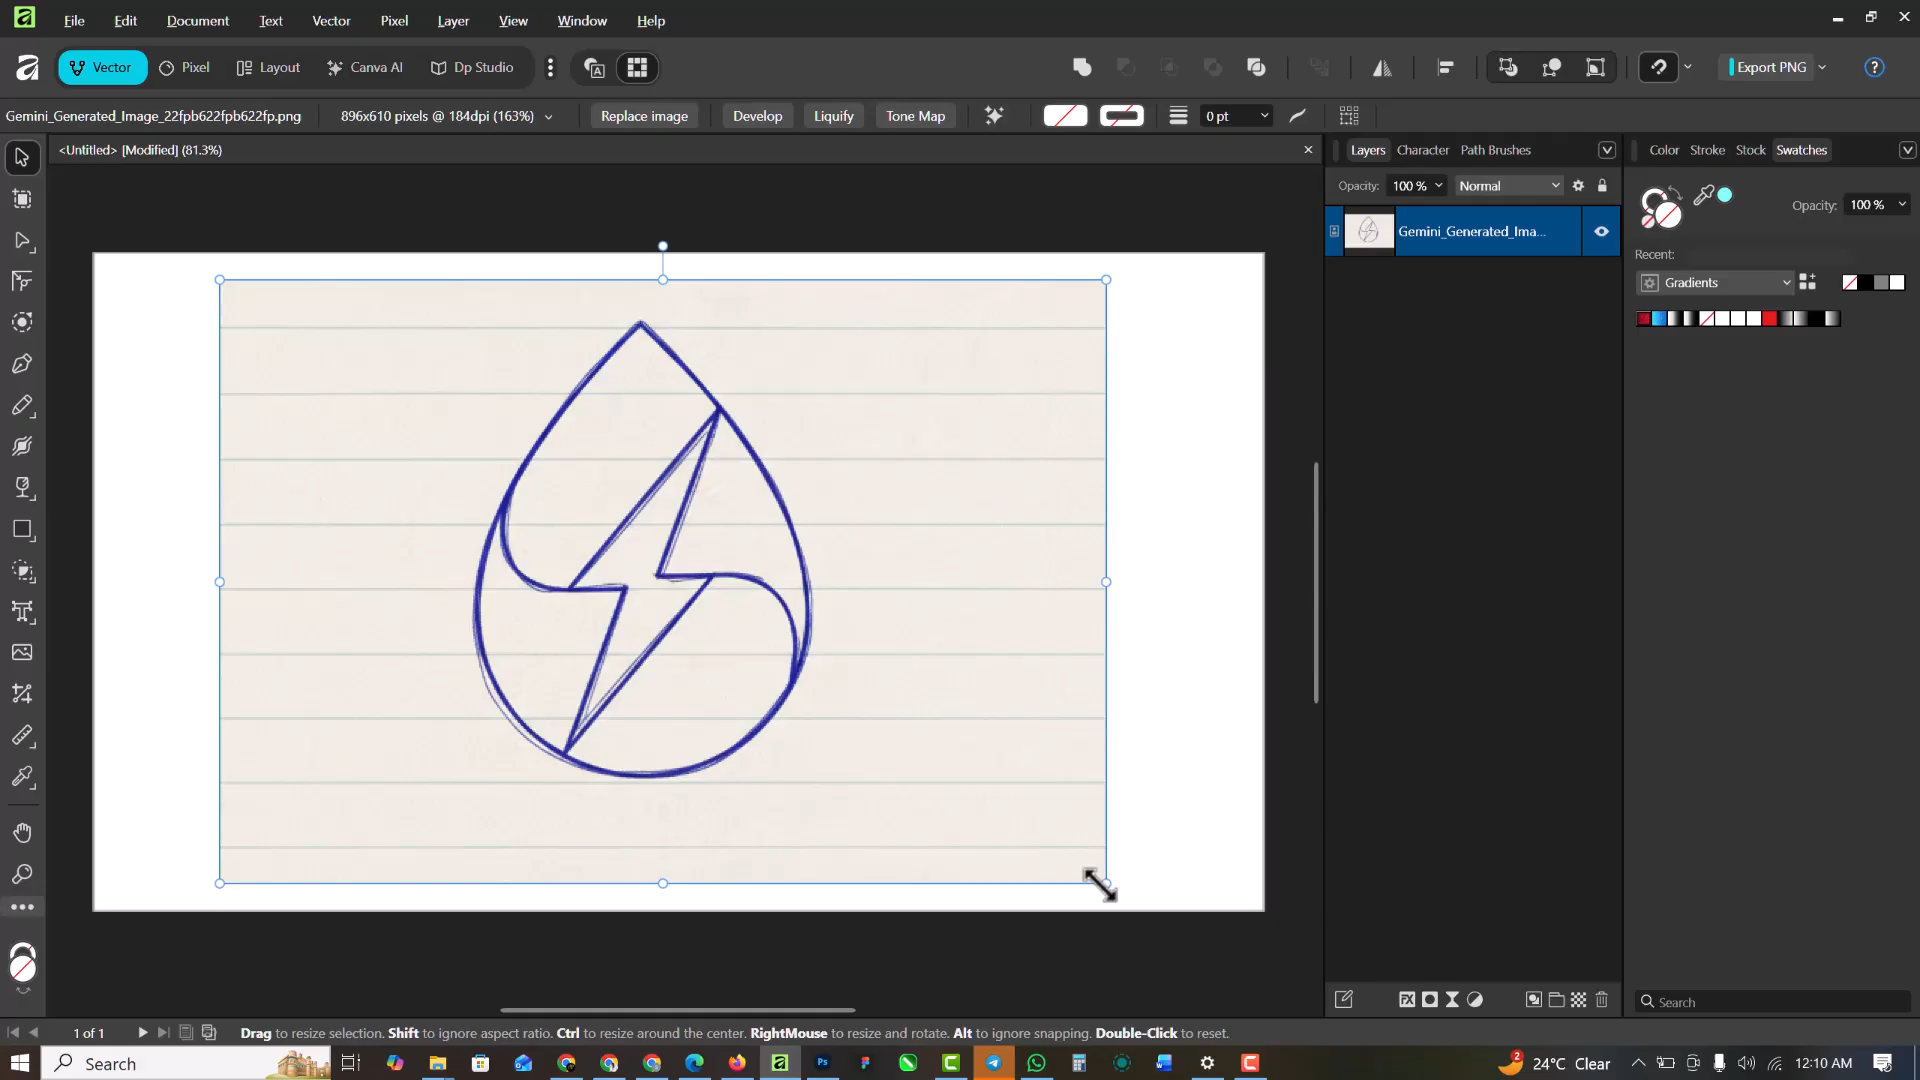 File Edit Document Text Vector Pixel Layer View Window Help
Vector Pixel Layout Canva AI Dp Studio Export PNG
Gemini_Generated_Image_22fpb622fpb622fp.png 896x610 pixels @ 184dpi (163%) Replace image Develop Liquify Tone Map 0 pt
<Untitled> [Modified] (81.3%)
Layers Character Path Brushes
Color Stroke Stock Swatches
Opacity: 100 % Normal
Opacity: 100 %
Gemini_Generated_Ima...
Recent:
Gradients
FX
Search
1 of 1 Drag to resize selection. Shift to ignore aspect ratio. Ctrl to resize around the center. RightMouse to resize and rotate. Alt to ignore snapping. Double-Click to reset.
Search 2 24°C Clear 12:10 AM